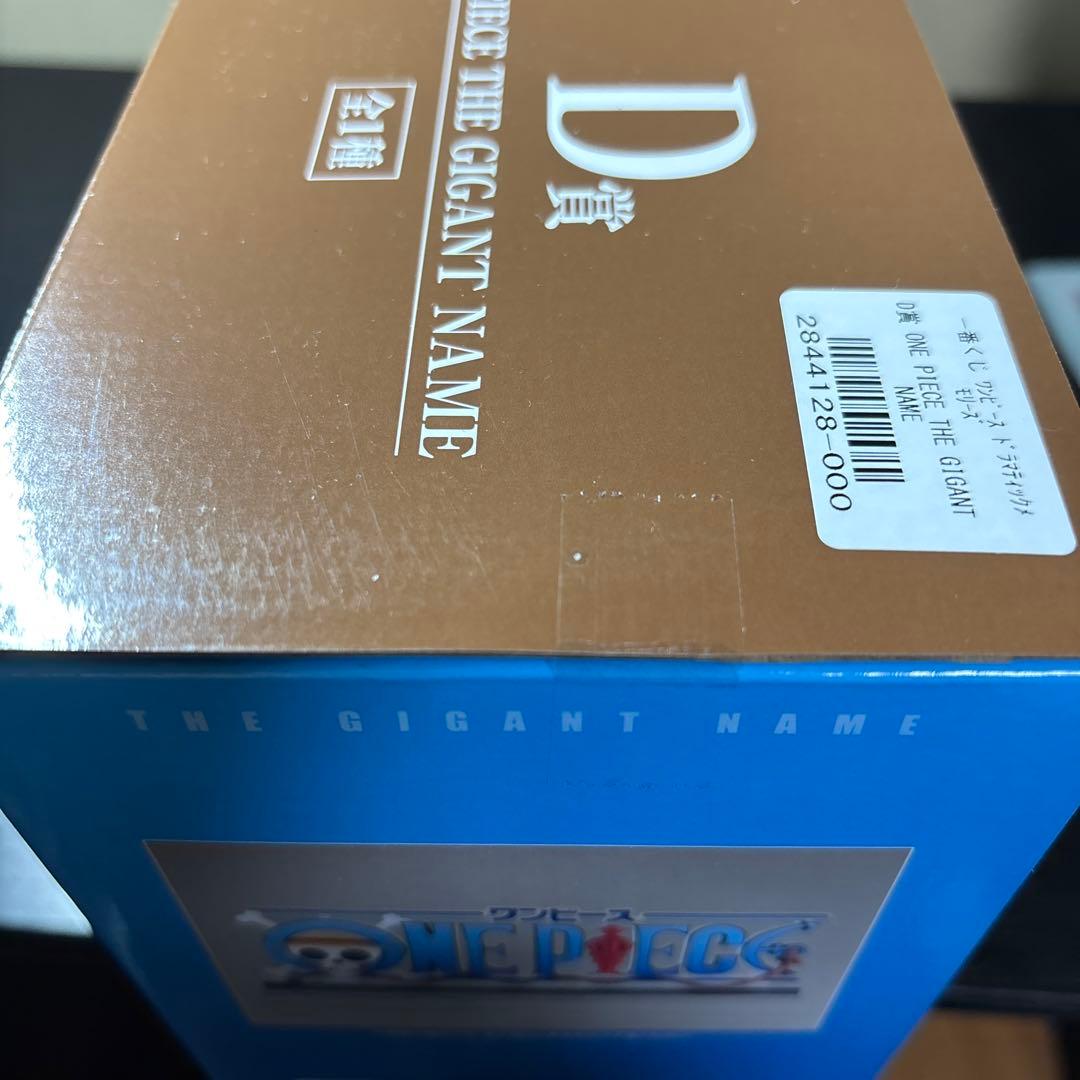 D賞
PIECE THE GIGANT NAME
全1種
一番くじ ワンピース ドラマティックメ
モリーズ
D賞 ONE PIECE THE GIGANT
NAME
2844128-000
THE GIGANT NAME
ワンピース
ONE PIECE